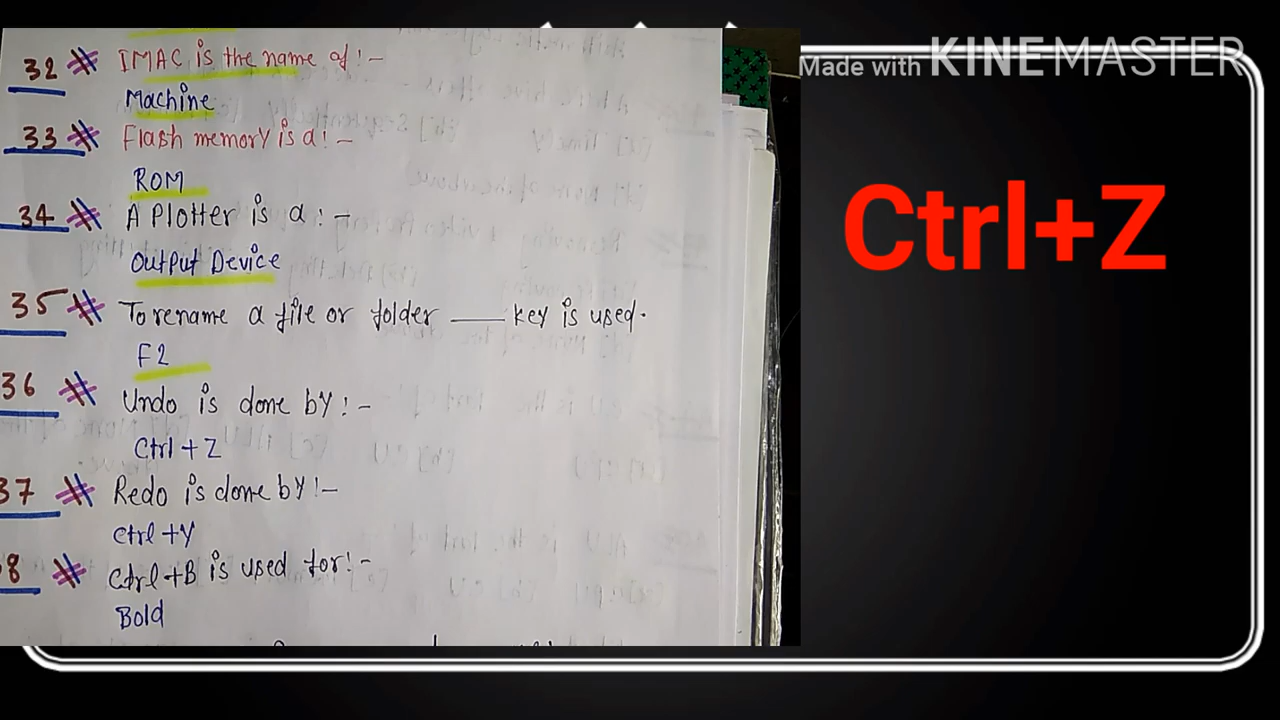 32 # IMAC is the name of :-
Machine
33 # Flash memory is a :-
ROM
34 # A Plotter is a :-
Output Device
35 # To rename a file or folder ___ key is used.
F2
36 # Undo is done by :-
Ctrl + Z
37 # Redo is done by :-
Ctrl + Y
8 # Ctrl + B is used for :-
Bold
Made with KINEMASTER
Ctrl+Z